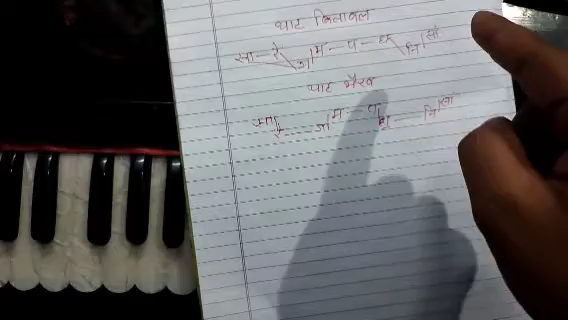 थाट बिलावल
सा - रे ग म - प - ध नि सां
थाट भैरव
सा रे - ग म - प ध - नि सां